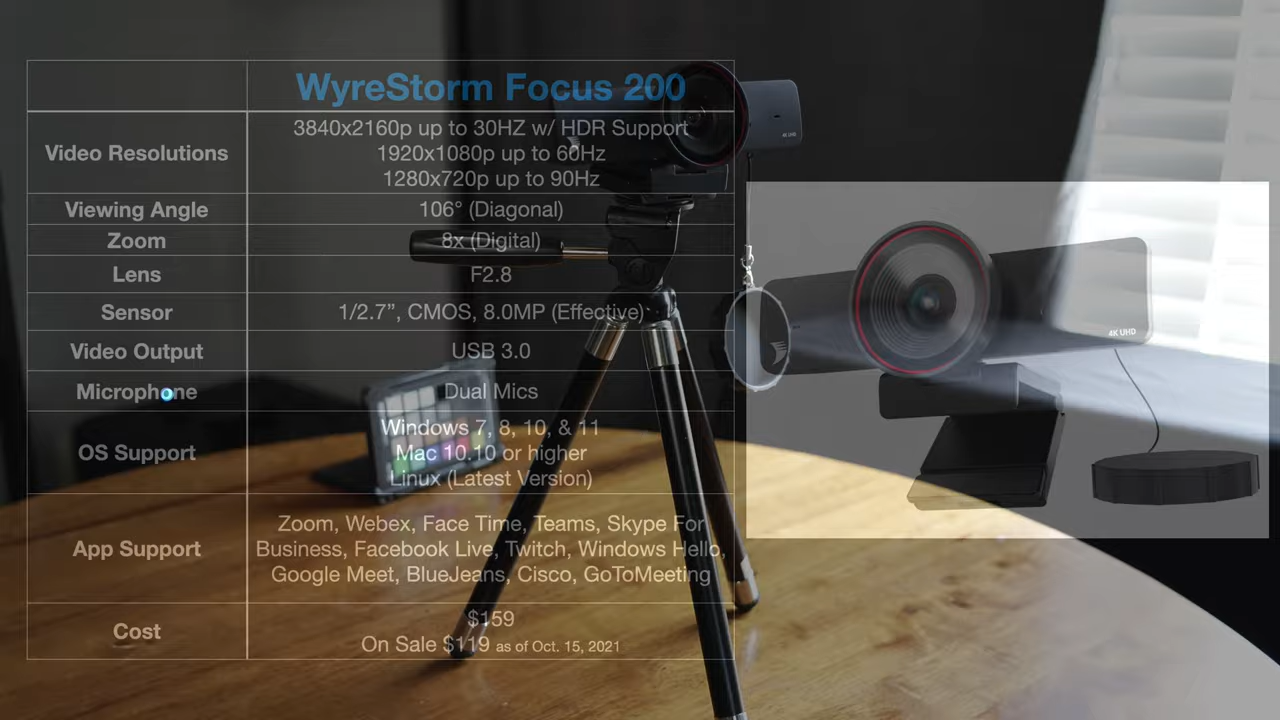 WyreStorm Focus 200
Video Resolutions
3840x2160p up to 30HZ w/ HDR Support
1920x1080p up to 60Hz
1280x720p up to 90Hz
Viewing Angle
106° (Diagonal)
Zoom
8x (Digital)
Lens
F2.8
Sensor
1/2.7”, CMOS, 8.0MP (Effective)
Video Output
USB 3.0
Microphone
Dual Mics
OS Support
Windows 7, 8, 10, & 11
Mac 10.10 or higher
Linux (Latest Version)
App Support
Zoom, Webex, Face Time, Teams, Skype For
Business, Facebook Live, Twitch, Windows Hello,
Google Meet, BlueJeans, Cisco, GoToMeeting
Cost
$159
On Sale $119 as of Oct. 15, 2021
4K UHD
4K UHD